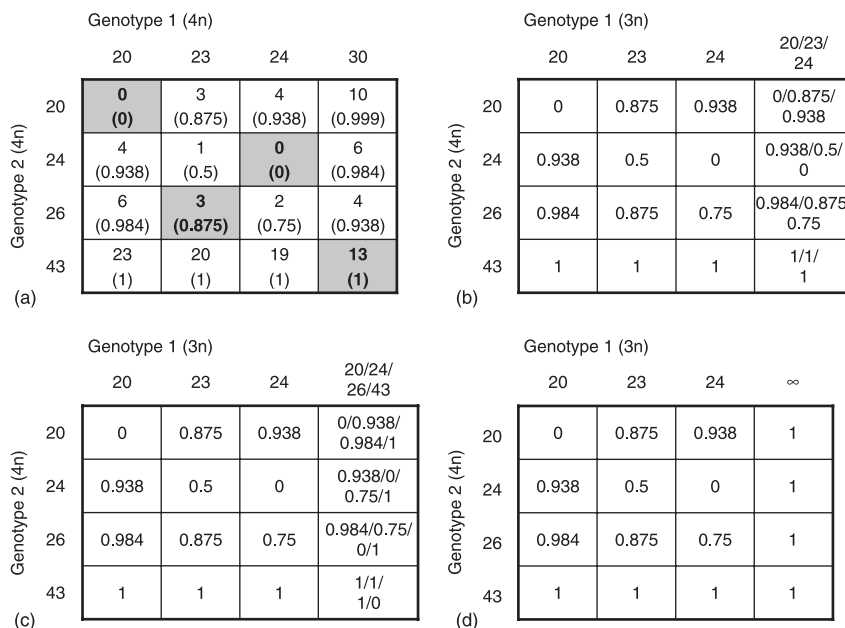 Genotype 1 (4n)
20 23 24 30
Genotype 2 (4n)
20
0 3 4 10
(0) (0.875) (0.938) (0.999)
24
4 1 0 6
(0.938) (0.5) (0) (0.984)
26
6 3 2 4
(0.984) (0.875) (0.75) (0.938)
43
23 20 19 13
(1) (1) (1) (1)
(a)
Genotype 1 (3n)
20 23 24 20/23/
24
Genotype 2 (4n)
20 0 0.875 0.938 0/0.875/
0.938
24 0.938 0.5 0 0.938/0.5/
0
26 0.984 0.875 0.75 0.984/0.875/
0.75
43 1 1 1 1/1/
1
(b)
Genotype 1 (3n)
20 23 24 20/24/
26/43
Genotype 2 (4n)
20 0 0.875 0.938 0/0.938/
0.984/1
24 0.938 0.5 0 0.938/0/
0.75/1
26 0.984 0.875 0.75 0.984/0.75/
0/1
43 1 1 1 1/1/
1/0
(c)
Genotype 1 (3n)
20 23 24 ∞
Genotype 2 (4n)
20 0 0.875 0.938 1
24 0.938 0.5 0 1
26 0.984 0.875 0.75 1
43 1 1 1 1
(d)